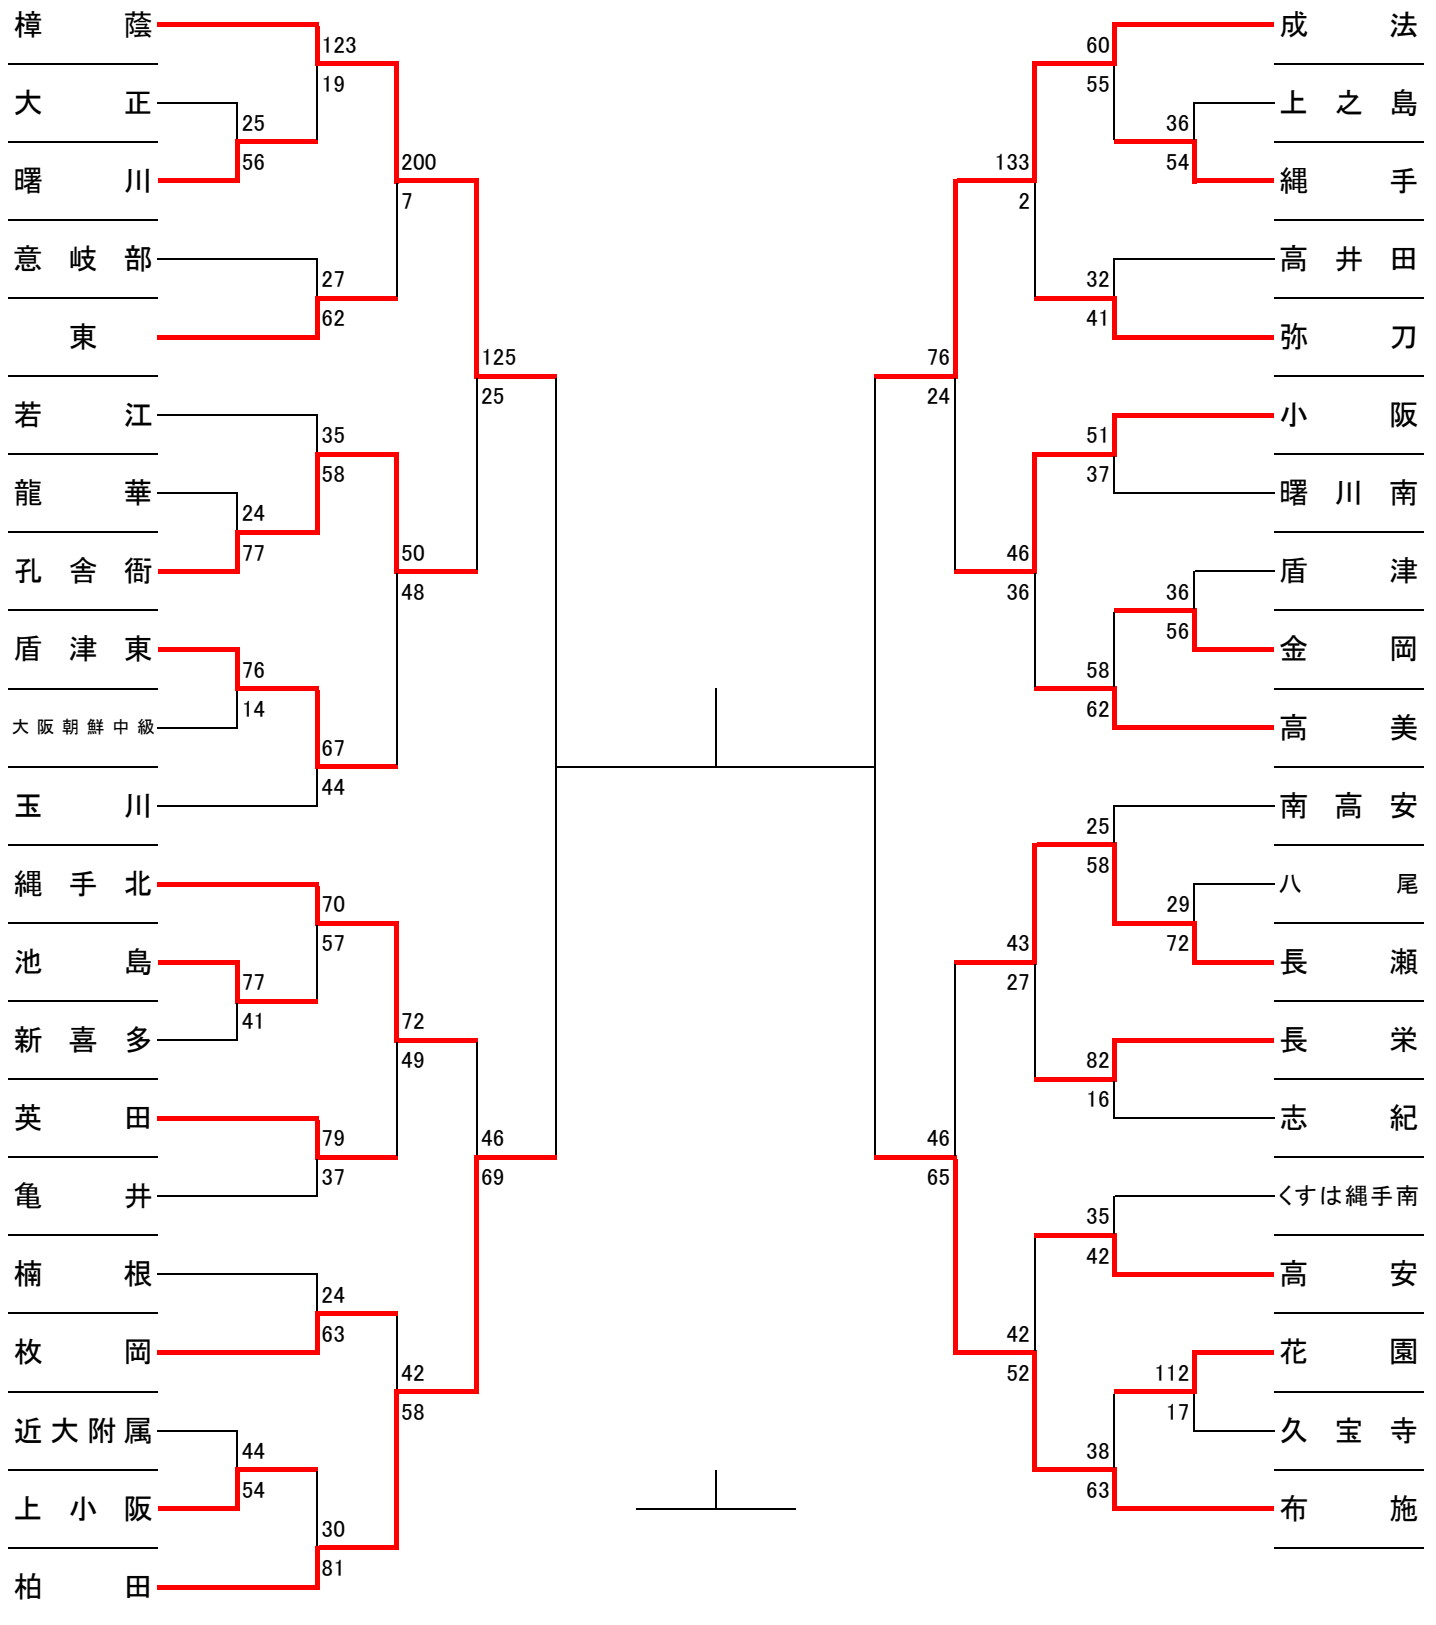 樟蔭
大正
曙川
意岐部
東
若江
龍華
孔舎衙
盾津東
大阪朝鮮中級
玉川
縄手北
池島
新喜多
英田
亀井
楠根
枚岡
近大附属
上小阪
柏田
123
19
25
56
200
7
27
62
125
25
35
58
24
77
50
48
76
14
67
44
70
57
77
41
72
49
79
37
46
69
24
63
42
58
44
54
30
81
60
55
36
54
133
2
32
41
76
24
51
37
46
36
36
56
58
62
25
58
29
72
43
27
82
16
46
65
35
42
42
52
112
17
38
63
成法
上之島
縄手
高井田
弥刀
小阪
曙川南
盾津
金岡
高美
南高安
八尾
長瀬
長栄
志紀
くすは縄手南
高安
花園
久宝寺
布施